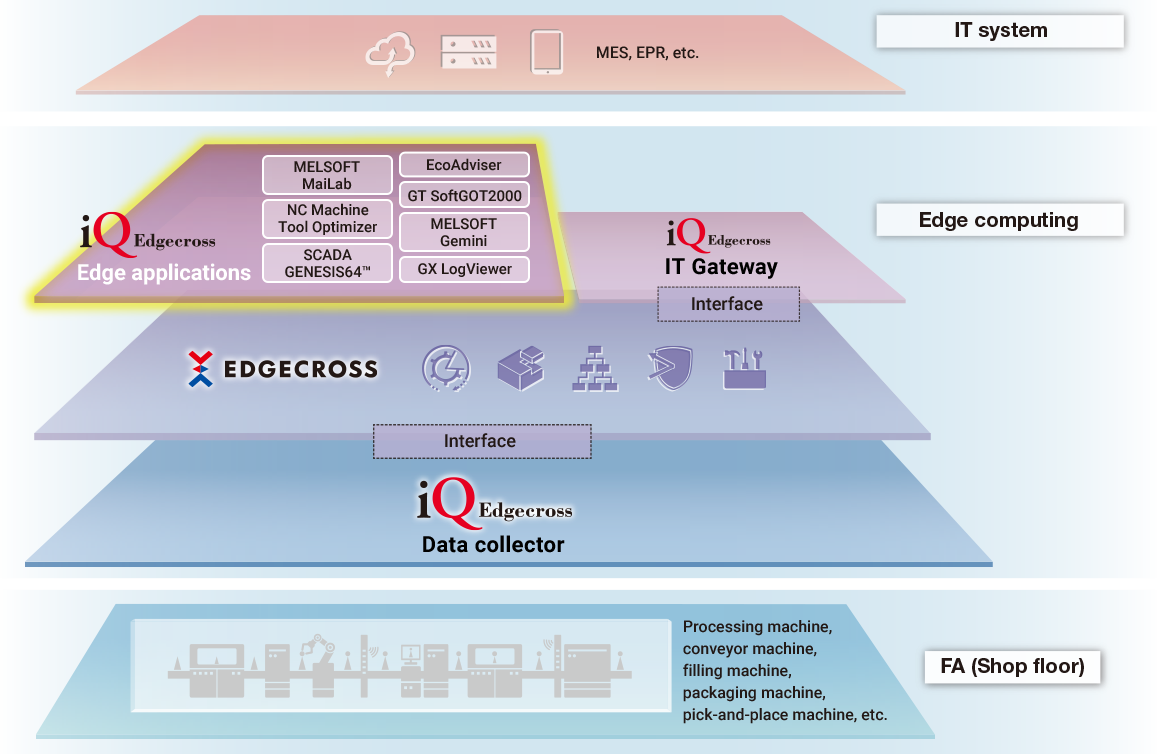 IT system
MES, EPR, etc.
Edge computing
iQ Edgecross
Edge applications
MELSOFT
MaiLab
NC Machine
Tool Optimizer
SCADA
GENESIS64™
EcoAdviser
GT SoftGOT2000
MELSOFT
Gemini
GX LogViewer
iQ Edgecross
IT Gateway
Interface
EDGECROSS
Interface
iQ Edgecross
Data collector
FA (Shop floor)
Processing machine,
conveyor machine,
filling machine,
packaging machine,
pick-and-place machine, etc.